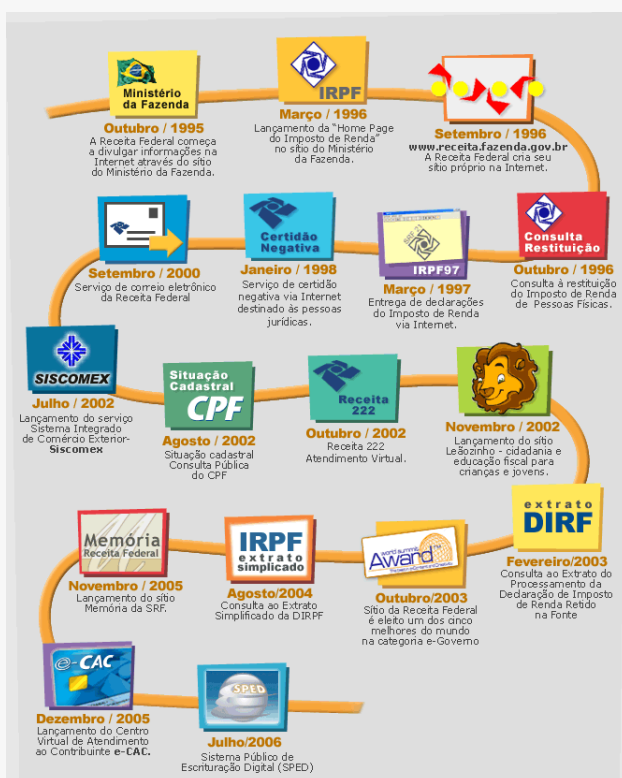 Ministério
da Fazenda
Outubro / 1995
A Receita Federal começa
a divulgar informações na
Internet através do sítio
do Ministério da Fazenda.
IRPF
Março / 1996
Lançamento da "Home Page
do Imposto de Renda"
no sítio do Ministério
da Fazenda.
Setembro / 1996
www.receita.fazenda.gov.br
A Receita Federal cria seu
sítio próprio na Internet.
Consulta
Restituição
Outubro / 1996
Consulta à restituição
do Imposto de Renda
de Pessoas Físicas.
SRF 71
IRPF97
Março / 1997
Entrega de declarações
do Imposto de Renda
via Internet.
Certidão
Negativa
Janeiro / 1998
Serviço de certidão
negativa via Internet
destinado às pessoas
jurídicas.
Setembro / 2000
Serviço de correio eletrônico
da Receita Federal
SISCOMEX
Julho / 2002
Lançamento do serviço
Sistema Integrado
de Comércio Exterior-
Siscomex
Situação
Cadastral
CPF
Agosto / 2002
Situação cadastral
Consulta Pública
do CPF
Receita
222
Outubro / 2002
Receita 222
Atendimento Virtual.
Novembro / 2002
Lançamento do sítio
Leãozinho - cidadania e
educação fiscal para
crianças e jovens.
extrato
DIRF
Fevereiro/2003
Consulta ao Extrato do
Processamento da
Declaração de Imposto
de Renda Retido
na Fonte
world summit
Award
Outubro/2003
Sítio da Receita Federal
é eleito um dos cinco
melhores do mundo
na categoria e-Governo
IRPF
extrato
simplicado
Agosto/2004
Consulta ao Extrato
Simplificado da DIRPF
Memória
Receita Federal
Novembro / 2005
Lançamento do sítio
Memória da SRF.
e-CAC
Dezembro / 2005
Lançamento do Centro
Virtual de Atendimento
ao Contribuinte e-CAC.
SPED
Julho/2006
Sistema Público de
Escrituração Digital (SPED)